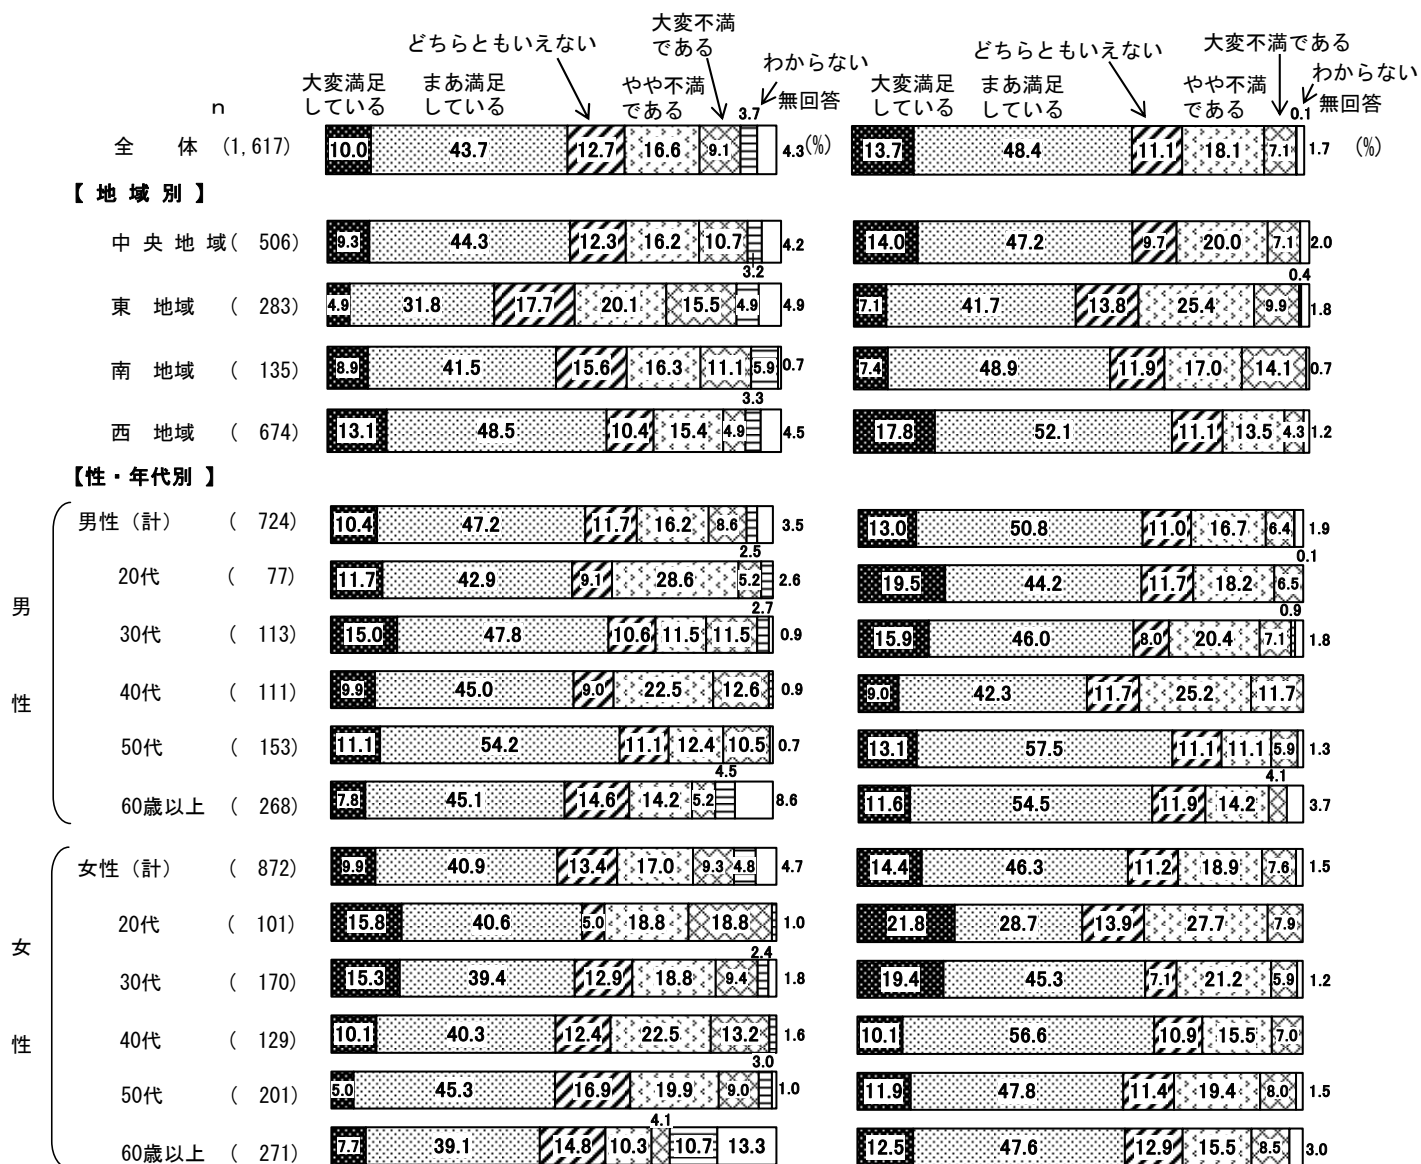 大変不満
どちらともいえない である
大変不満である
どちらともいえない
わからない
わからない
大変満足 まあ満足 やや不満
大変満足 まあ満足 やや不満
n している している である 3.7 無回答
している している である 0.1 無回答
全 体 (1,617) 10.0 43.7 12.7 16.6 9.1 4.3 (%) 13.7 48.4 11.1 18.1 7.1 1.7 (%)
【 地 域 別 】
中 央 地 域( 506) 9.3 44.3 12.3 16.2 10.7 4.2 14.0 47.2 9.7 20.0 7.1 2.0
3.2 0.4
東 地域 ( 283) 4.9 31.8 17.7 20.1 15.5 4.9 4.9 7.1 41.7 13.8 25.4 9.9 1.8
南 地域 ( 135) 8.9 41.5 15.6 16.3 11.1 5.9 0.7 7.4 48.9 11.9 17.0 14.1 0.7
3.3
西 地域 ( 674) 13.1 48.5 10.4 15.4 4.9 4.5 17.8 52.1 11.1 13.5 4.3 1.2
【性・年代別 】
男性（計） ( 724) 10.4 47.2 11.7 16.2 8.6 3.5 13.0 50.8 11.0 16.7 6.4 1.9
2.5 0.1
20代 ( 77) 11.7 42.9 9.1 28.6 5.2 2.6 19.5 44.2 11.7 18.2 6.5
男
2.7 0.9
30代 ( 113) 15.0 47.8 10.6 11.5 11.5 0.9 15.9 46.0 8.0 20.4 7.1 1.8
40代 ( 111) 9.9 45.0 9.0 22.5 12.6 0.9 9.0 42.3 11.7 25.2 11.7
性
50代 ( 153) 11.1 54.2 11.1 12.4 10.5 0.7 13.1 57.5 11.1 11.1 5.9 1.3
4.5 4.1
60歳以上 ( 268) 7.8 45.1 14.6 14.2 5.2 8.6 11.6 54.5 11.9 14.2 3.7
女性（計） ( 872) 9.9 40.9 13.4 17.0 9.3 4.8 4.7 14.4 46.3 11.2 18.9 7.6 1.5
20代 ( 101) 15.8 40.6 5.0 18.8 18.8 1.0 21.8 28.7 13.9 27.7 7.9
女
2.4
30代 ( 170) 15.3 39.4 12.9 18.8 9.4 1.8 19.4 45.3 7.1 21.2 5.9 1.2
40代 ( 129) 10.1 40.3 12.4 22.5 13.2 1.6 10.1 56.6 10.9 15.5 7.0
性
3.0
50代 ( 201) 5.0 45.3 16.9 19.9 9.0 1.0 11.9 47.8 11.4 19.4 8.0 1.5
4.1
60歳以上 ( 271) 7.7 39.1 14.8 10.3 10.7 13.3 12.5 47.6 12.9 15.5 8.5 3.0